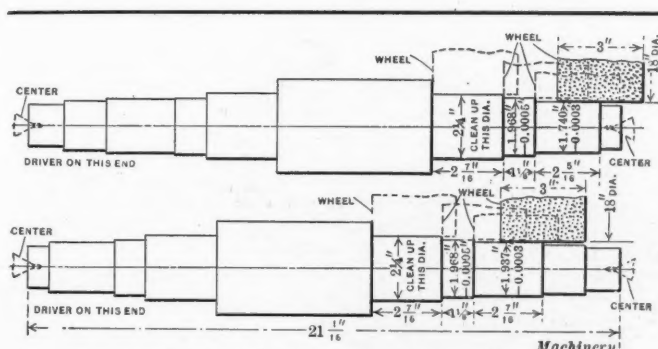 WHEEL 3"
WHEEL 18" DIA.
CENTER
2¼" CLEAN UP THIS DIA.
1.968" 0.0005"
1.740" 0.0003
DRIVER ON THIS END
2 7/16" 1⅛" 2 5/16"
CENTER
WHEEL
WHEEL 3"
18" DIA.
CENTER
2¼" CLEAN UP THIS DIA.
1.968" 0.0005"
1.937" 0.0003
DRIVER ON THIS END
2 7/16" 2 7/16"
CENTER
21 1/16"
Machinery